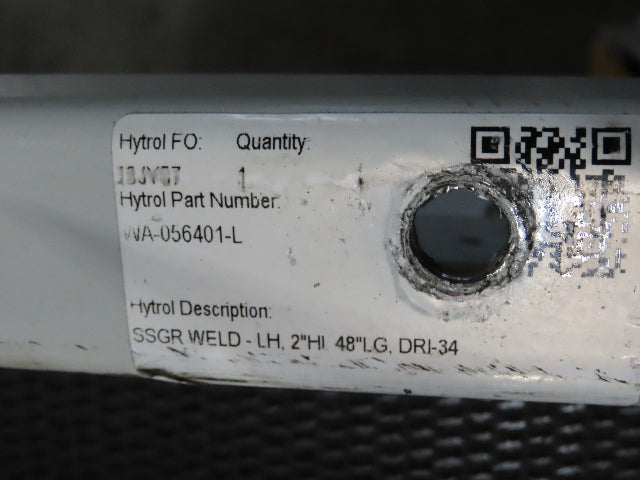 Hytrol FO: Quantity:
1
Hytrol Part Number:
WA-056401-L
Hytrol Description:
SSGR WELD - LH, 2"HI 48"LG, DRI-34